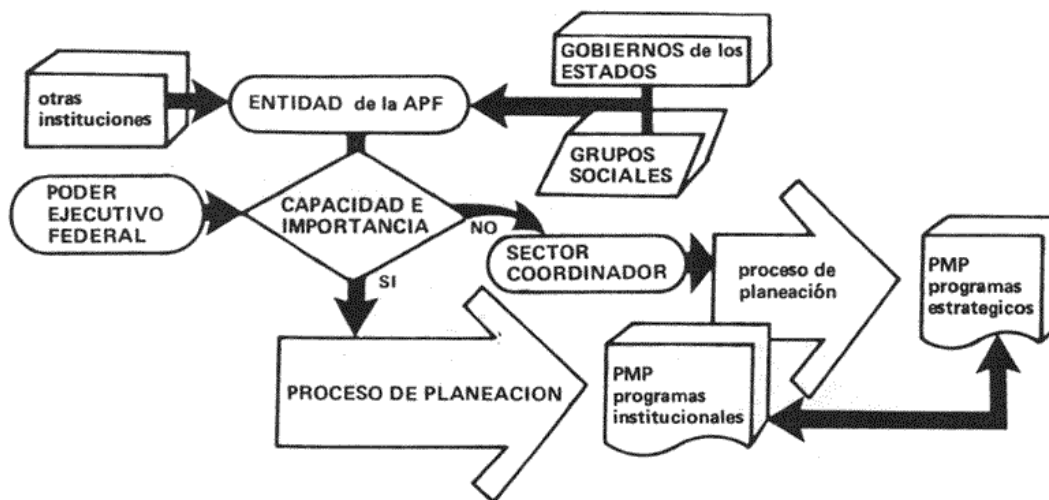 GOBIERNOS de los
ESTADOS
otras
instituciones
ENTIDAD de la APF
GRUPOS
SOCIALES
PODER
EJECUTIVO
FEDERAL
CAPACIDAD E
IMPORTANCIA
NO
SECTOR
COORDINADOR
proceso de
planeación
PMP
programas
estrategicos
SI
PROCESO DE PLANEACION
PMP
programas
institucionales